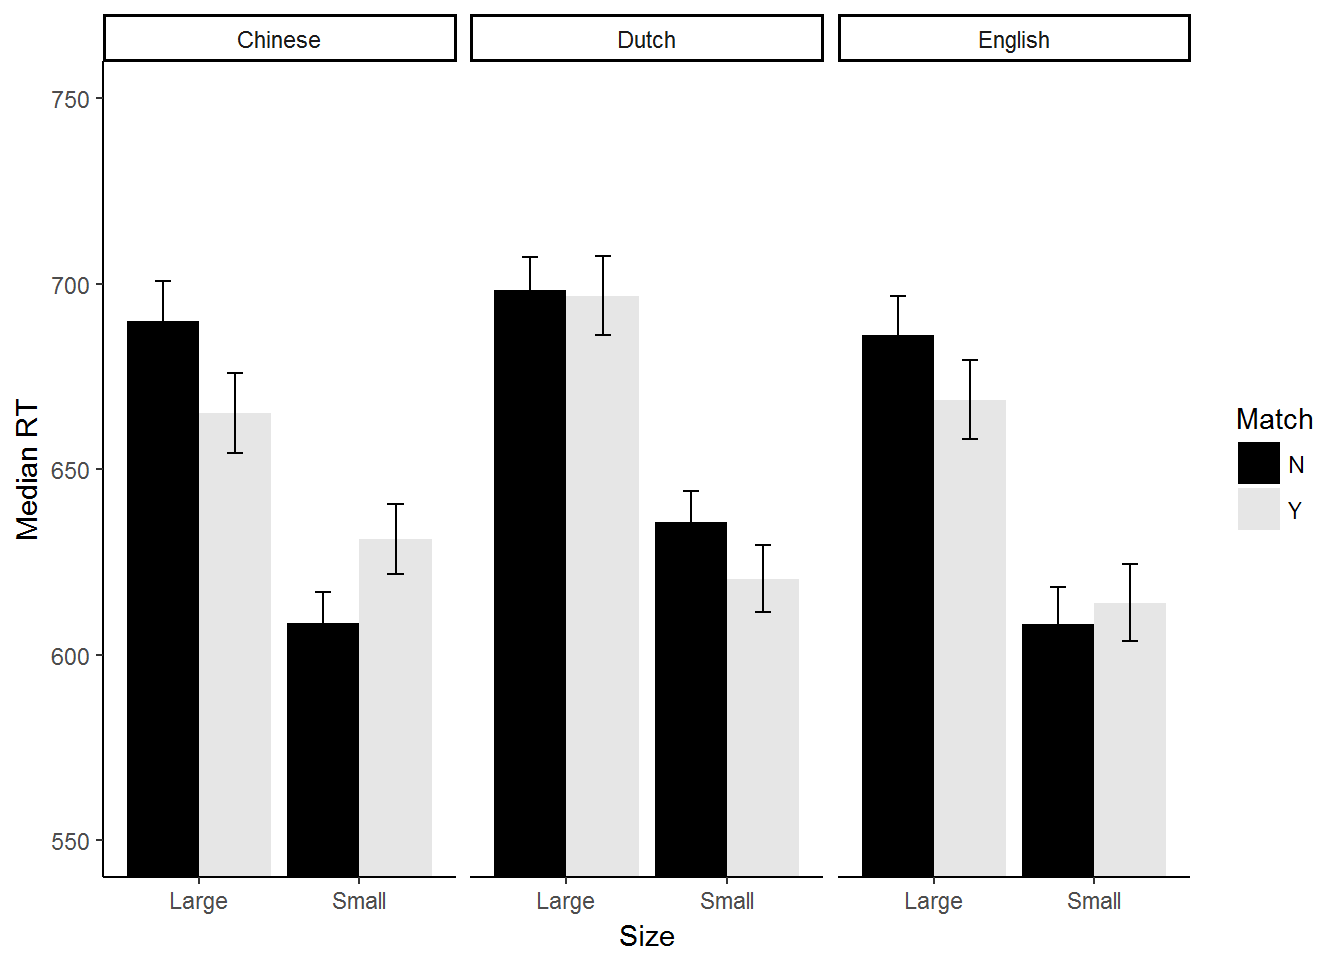 Chinese Dutch English
750
700
650
600
550
Median RT
Large Small Large Small Large Small
Size
Match
N
Y